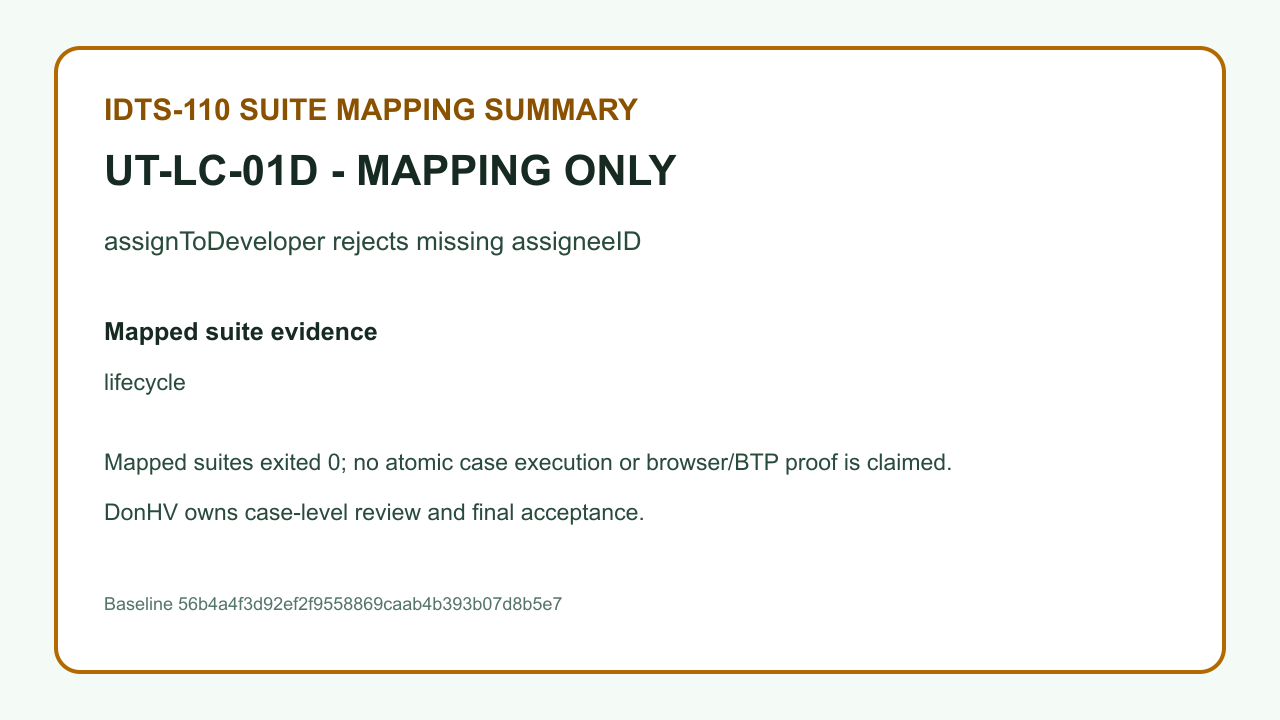 IDTS-110 SUITE MAPPING SUMMARY
UT-LC-01D - MAPPING ONLY
assignToDeveloper rejects missing assigneeID
Mapped suite evidence
lifecycle
Mapped suites exited 0; no atomic case execution or browser/BTP proof is claimed.
DonHV owns case-level review and final acceptance.
Baseline 56b4a4f3d92ef2f9558869caab4b393b07d8b5e7